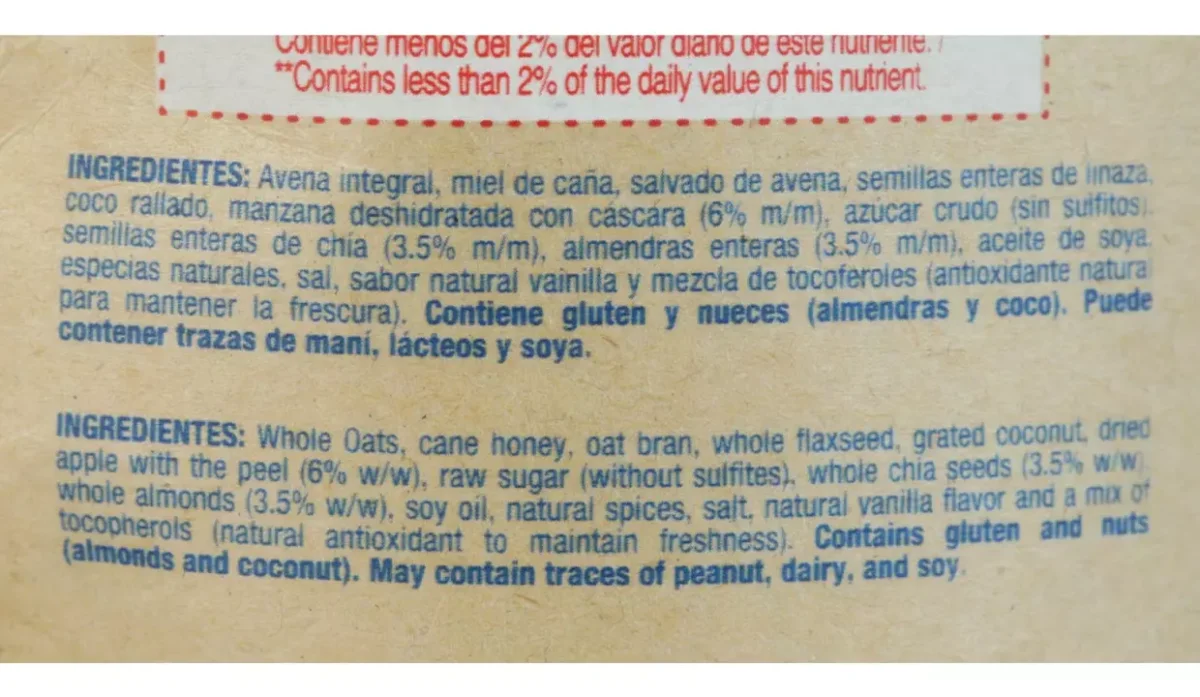 Contiene menos del 2% del valor diario de este nutriente. /
**Contains less than 2% of the daily value of this nutrient.
INGREDIENTES: Avena integral, miel de caña, salvado de avena, semillas enteras de linaza,
coco rallado, manzana deshidratada con cáscara (6% m/m), azúcar crudo (sin sulfitos),
semillas enteras de chía (3.5% m/m), almendras enteras (3.5% m/m), aceite de soya,
especias naturales, sal, sabor natural vainilla y mezcla de tocoferoles (antioxidante natural
para mantener la frescura). Contiene gluten y nueces (almendras y coco). Puede
contener trazas de maní, lácteos y soya.
INGREDIENTES: Whole Oats, cane honey, oat bran, whole flaxseed, grated coconut, dried
apple with the peel (6% w/w), raw sugar (without sulfites), whole chia seeds (3.5% w/w)
whole almonds (3.5% w/w), soy oil, natural spices, salt, natural vanilla flavor and a mix of
tocopherols (natural antioxidant to maintain freshness). Contains gluten and nuts
(almonds and coconut). May contain traces of peanut, dairy, and soy.